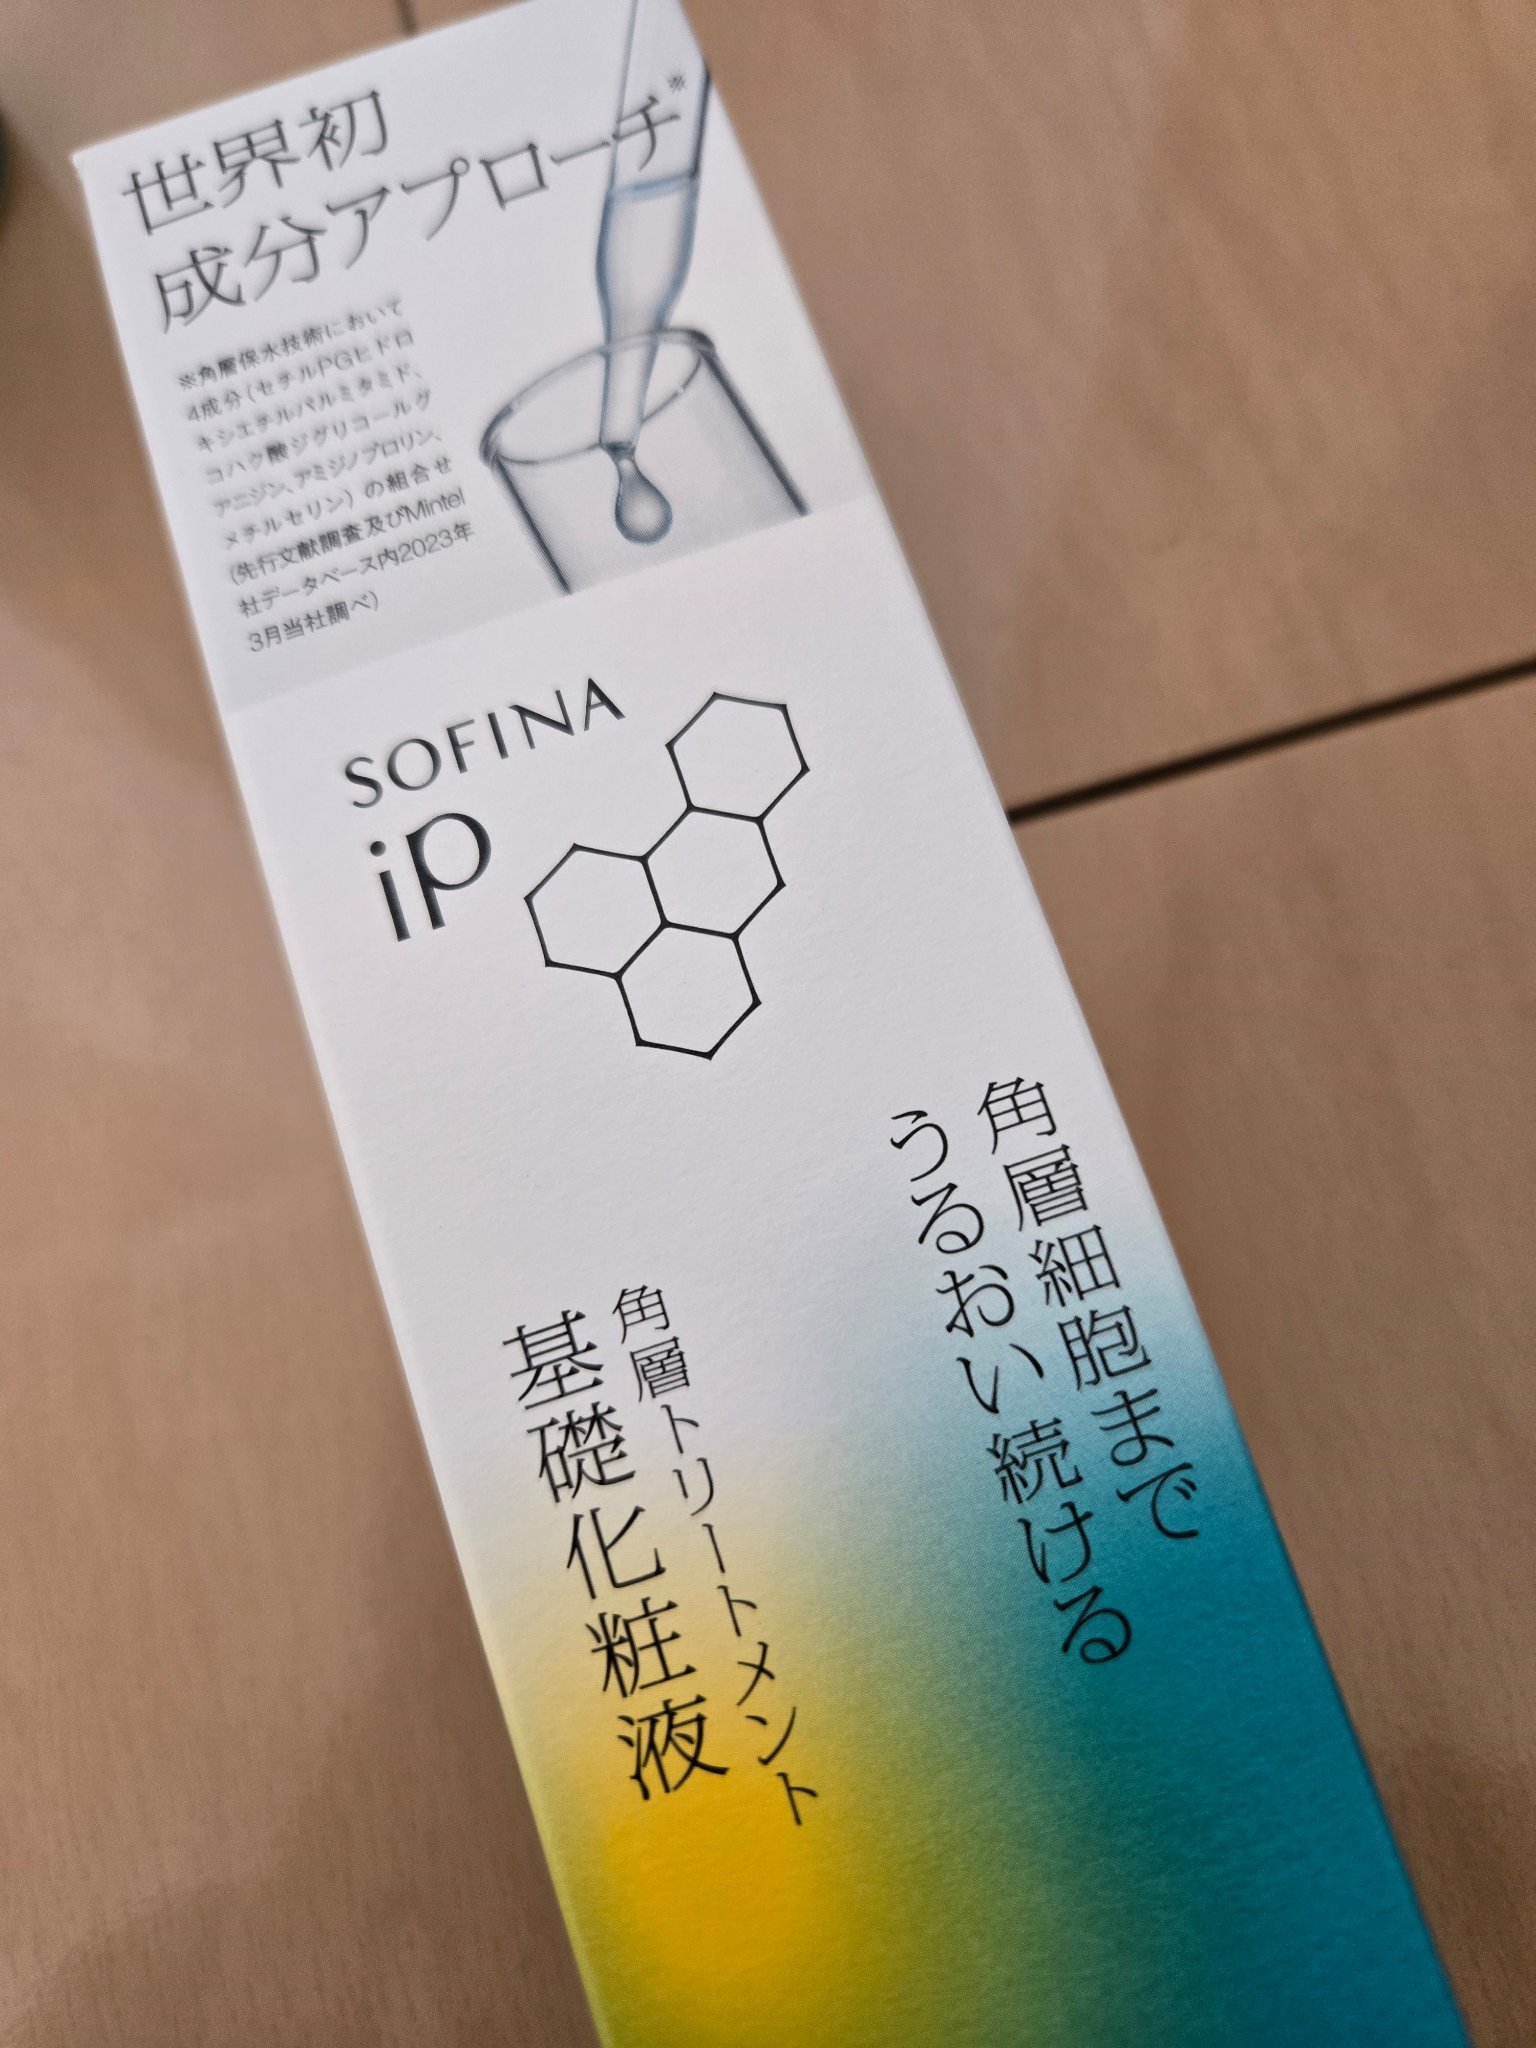 世界初
成分アプローチ※
※角層保水技術において
4成分(セチルPGヒドロ
キシエチルパルミタミド、
コハク酸ジグリコールグ
アニジン、アミジノプロリン、
メチルセリン)の組合せ
(先行文献調査及びMintel
社データベース内2023年
3月当社調べ)
SOFINA
iP
角層細胞まで
うるおい続ける
角層トリートメント
基礎化粧液